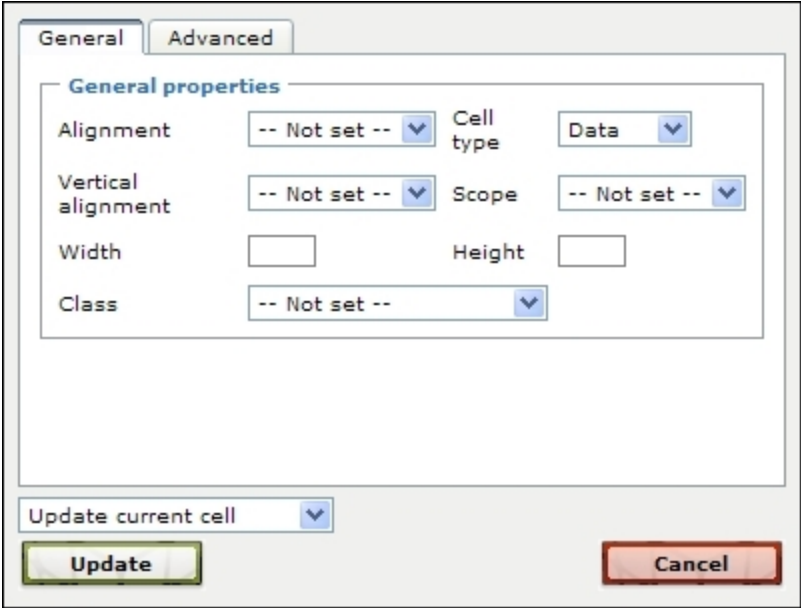 General Advanced
General properties
Alignment -- Not set -- Cell type Data
Vertical alignment -- Not set -- Scope -- Not set --
Width Height
Class -- Not set --
Update current cell
Update Cancel